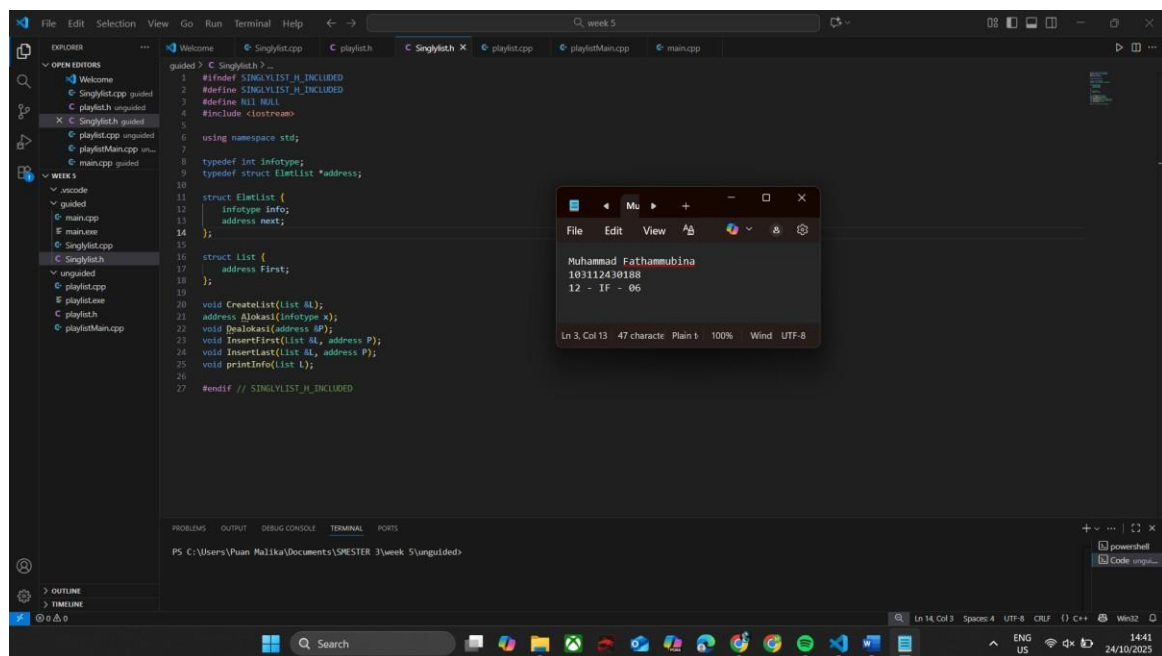 File Edit Selection View Go Run Terminal Help
week 5
EXPLORER
OPEN EDITORS
Welcome
Singlylist.cpp guided
playlist.h unguided
Singlylist.h guided
playlist.cpp unguided
playlistMain.cpp un...
main.cpp guided
WEEK 5
.vscode
guided
main.cpp
main.exe
Singlylist.cpp
Singlylist.h
unguided
playlist.cpp
playlist.exe
playlist.h
playlistMain.cpp
OUTLINE
TIMELINE
Welcome Singlylist.cpp playlist.h Singlylist.h playlist.cpp playlistMain.cpp main.cpp
guided > Singlylist.h > ...
1 #ifndef SINGLYLIST_H_INCLUDED
2 #define SINGLYLIST_H_INCLUDED
3 #define Nil NULL
4 #include <iostream>
5
6 using namespace std;
7
8 typedef int infotype;
9 typedef struct ElmtList *address;
10
11 struct ElmtList {
12 infotype info;
13 address next;
14 };
15
16 struct List {
17 address First;
18 };
19
20 void CreateList(List &L);
21 address Alokasi(infotype x);
22 void Dealokasi(address &P);
23 void InsertFirst(List &L, address P);
24 void InsertLast(List &L, address P);
25 void printInfo(List L);
26
27 #endif // SINGLYLIST_H_INCLUDED
Mu
File Edit View
Muhammad Fathammubina
103112430188
12 - IF - 06
Ln 3, Col 13 47 characte Plain t 100% Wind UTF-8
PROBLEMS OUTPUT DEBUG CONSOLE TERMINAL PORTS
PS C:\Users\Puan Malika\Documents\SMESTER 3\week 5\unguided>
powershell
Code ungui...
0 0 0
Ln 14, Col 3 Spaces: 4 UTF-8 CRLF {} C++ Win32
Search
ENG
US
14:41
24/10/2025